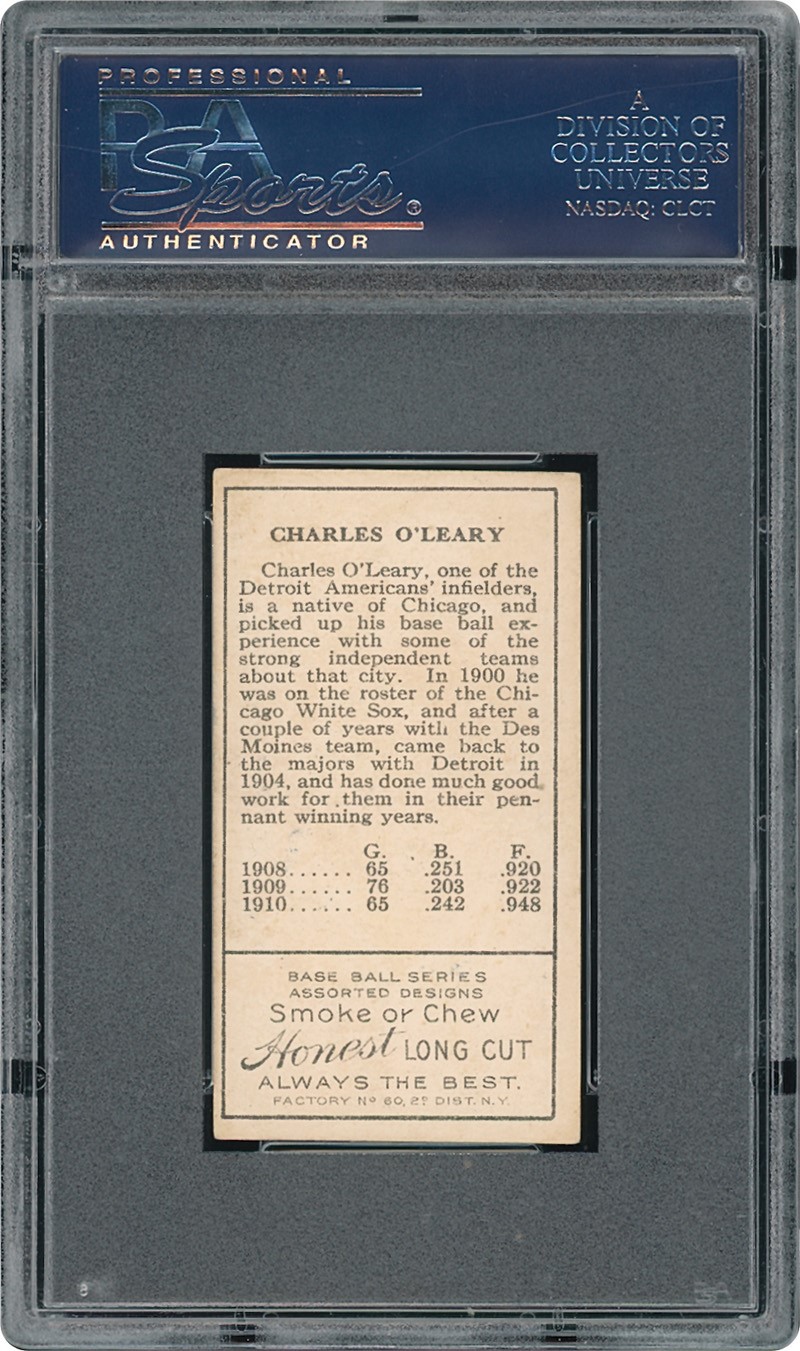 PROFESSIONAL
PSA
Sports®
AUTHENTICATOR
A
DIVISION OF
COLLECTORS
UNIVERSE
NASDAQ: CLCT
CHARLES O'LEARY
Charles O'Leary, one of the
Detroit Americans' infielders,
is a native of Chicago, and
picked up his base ball ex-
perience with some of the
strong independent teams
about that city. In 1900 he
was on the roster of the Chi-
cago White Sox, and after a
couple of years with the Des
Moines team, came back to
the majors with Detroit in
1904, and has done much good
work for them in their pen-
nant winning years.
G. B. F.
1908...... 65 .251 .920
1909...... 76 .203 .922
1910...... 65 .242 .948
BASE BALL SERIES
ASSORTED DESIGNS
Smoke or Chew
Honest LONG CUT
ALWAYS THE BEST.
FACTORY Nº 60, 2D DIST. N.Y.